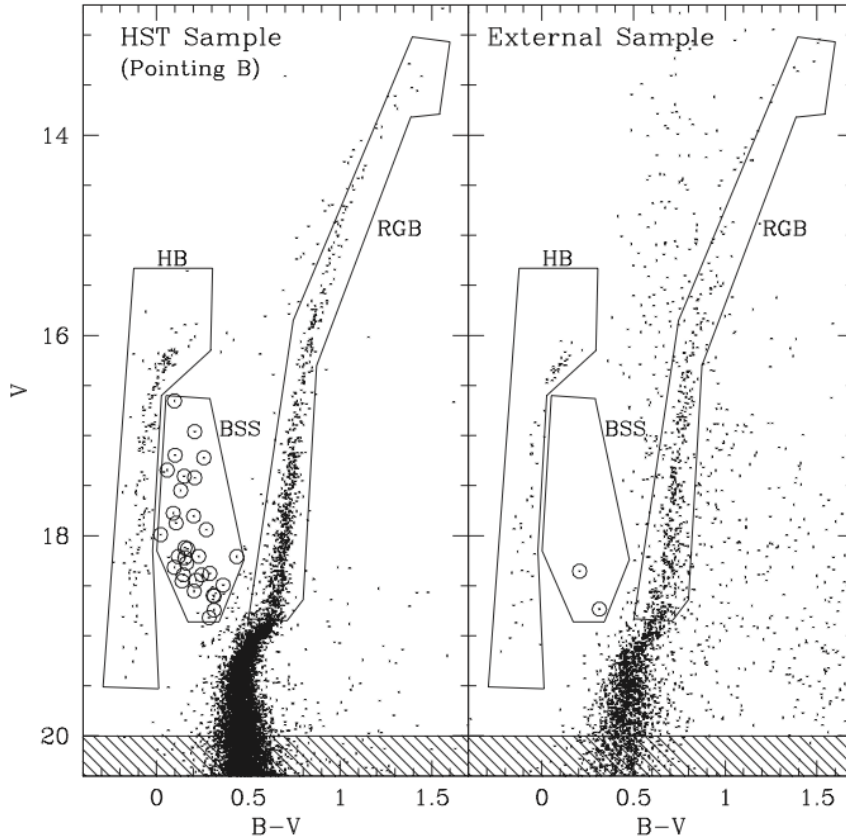 HST Sample
(Pointing B)
External Sample
14
16
18
20
V
HB
BSS
RGB
HB
BSS
RGB
0 0.5 1 1.5
0 0.5 1 1.5
B-V
B-V